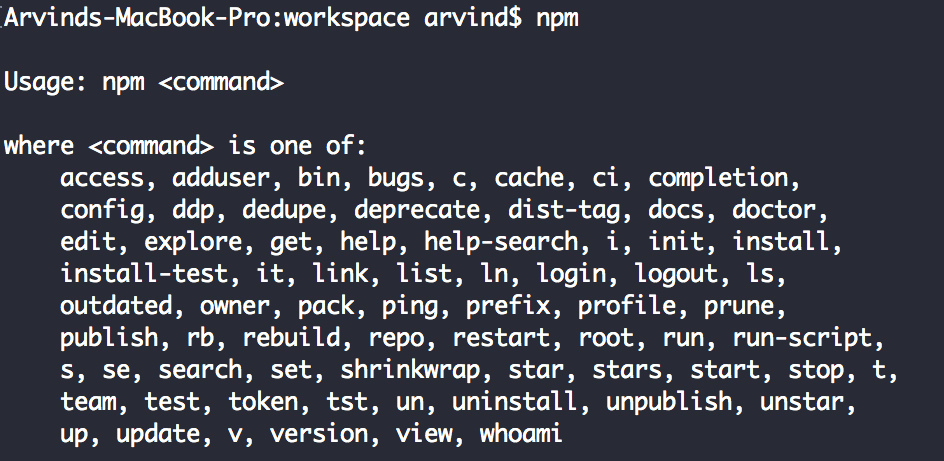 Arvinds-MacBook-Pro:workspace arvind$ npm
Usage: npm <command>
where <command> is one of:
access, adduser, bin, bugs, c, cache, ci, completion,
config, ddp, dedupe, deprecate, dist-tag, docs, doctor,
edit, explore, get, help, help-search, i, init, install,
install-test, it, link, list, ln, login, logout, ls,
outdated, owner, pack, ping, prefix, profile, prune,
publish, rb, rebuild, repo, restart, root, run, run-script,
s, se, search, set, shrinkwrap, star, stars, start, stop, t,
team, test, token, tst, un, uninstall, unpublish, unstar,
up, update, v, version, view, whoami